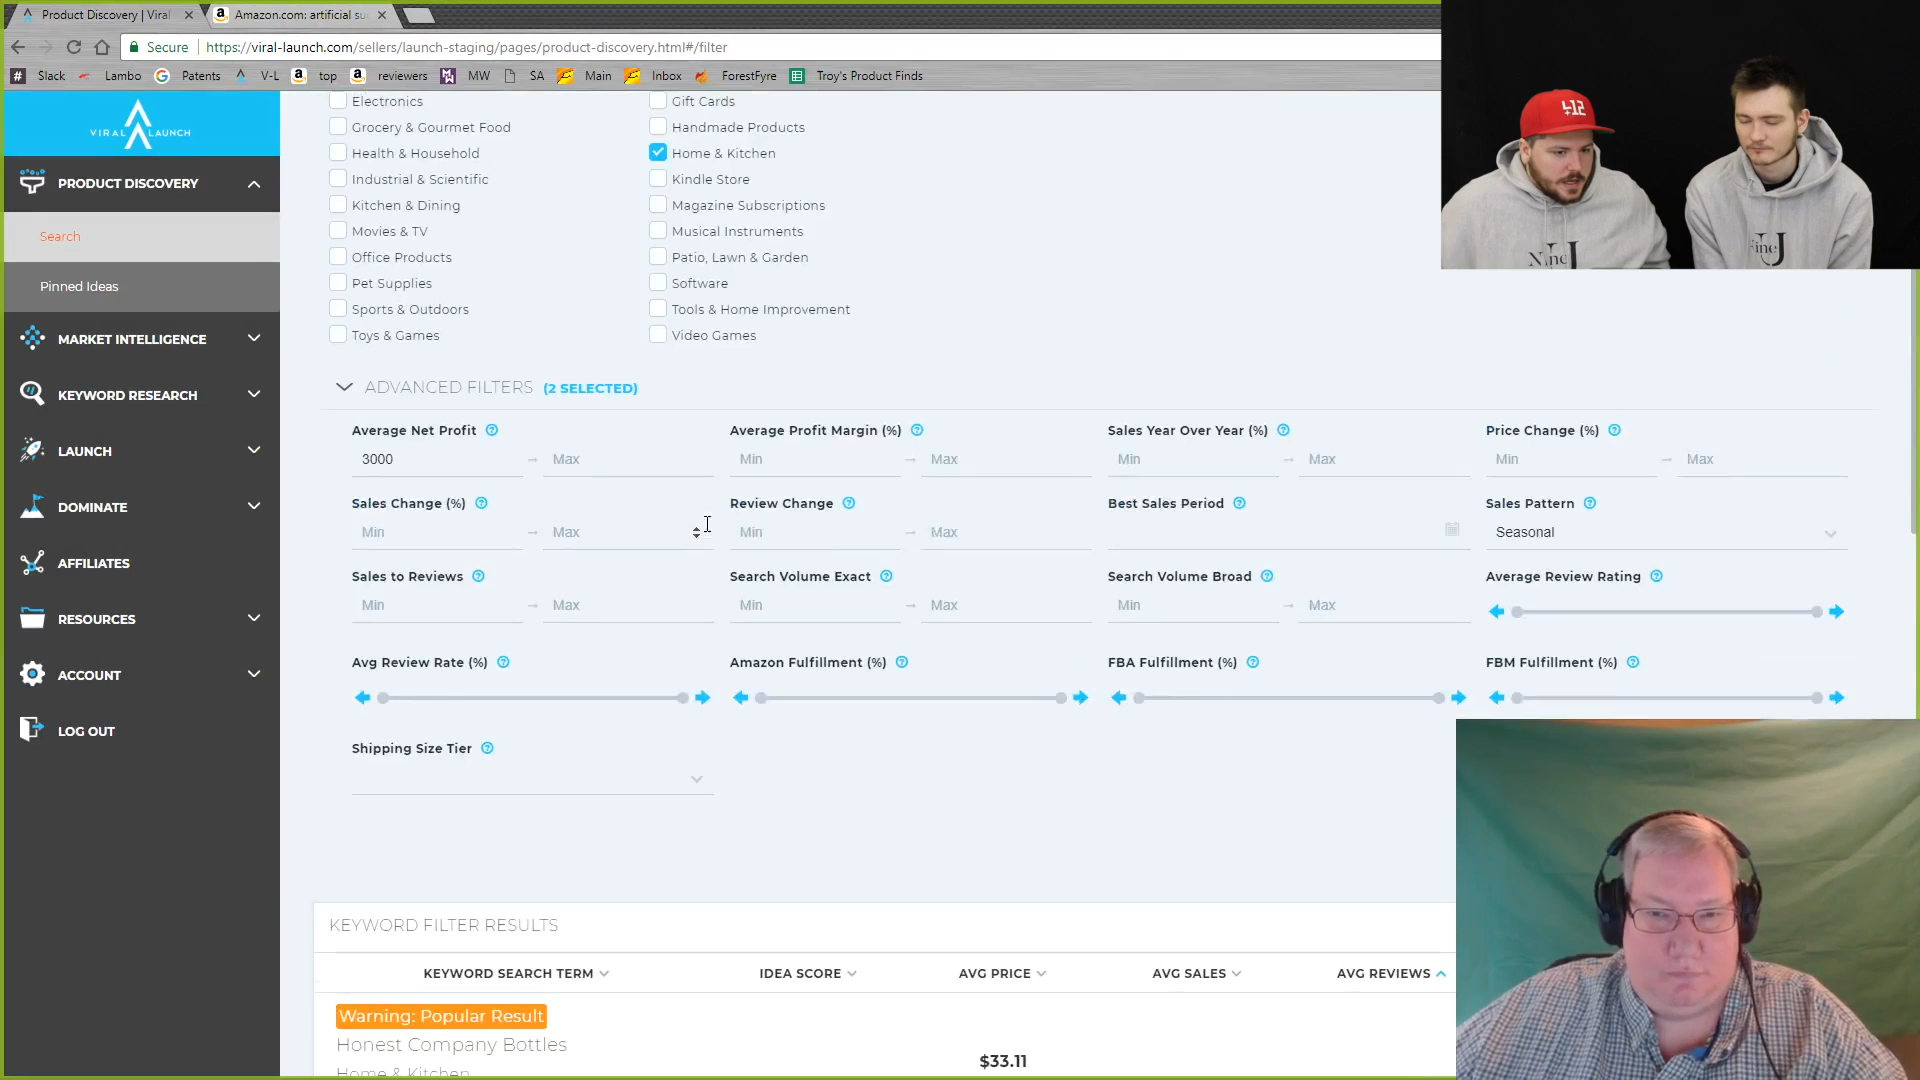 Product Discovery | Viral
Amazon.com: artificial su
Secure
https://viral-launch.com/sellers/launch-staging/pages/product-discovery.html#/filter
Slack Lambo Patents V-L top reviewers MW SA Main Inbox ForestFyre Troy's Product Finds
VIRAL LAUNCH
PRODUCT DISCOVERY
Search
Pinned Ideas
MARKET INTELLIGENCE
KEYWORD RESEARCH
LAUNCH
DOMINATE
AFFILIATES
RESOURCES
ACCOUNT
LOG OUT
Electronics Gift Cards
Grocery & Gourmet Food Handmade Products
Health & Household Home & Kitchen
Industrial & Scientific Kindle Store
Kitchen & Dining Magazine Subscriptions
Movies & TV Musical Instruments
Office Products Patio, Lawn & Garden
Pet Supplies Software
Sports & Outdoors Tools & Home Improvement
Toys & Games Video Games
ADVANCED FILTERS (2 SELECTED)
Average Net Profit Average Profit Margin (%) Sales Year Over Year (%) Price Change (%)
3000 Max Min Max Min Max Min Max
Sales Change (%) Review Change Best Sales Period Sales Pattern
Min Max Min Max Seasonal
Sales to Reviews Search Volume Exact Search Volume Broad Average Review Rating
Min Max Min Max Min Max
Avg Review Rate (%) Amazon Fulfillment (%) FBA Fulfillment (%) FBM Fulfillment (%)
Shipping Size Tier
KEYWORD FILTER RESULTS
KEYWORD SEARCH TERM IDEA SCORE AVG PRICE AVG SALES AVG REVIEWS
Warning: Popular Result
Honest Company Bottles
$33.11
Home & Kitchen
412
Nine J
Fine J